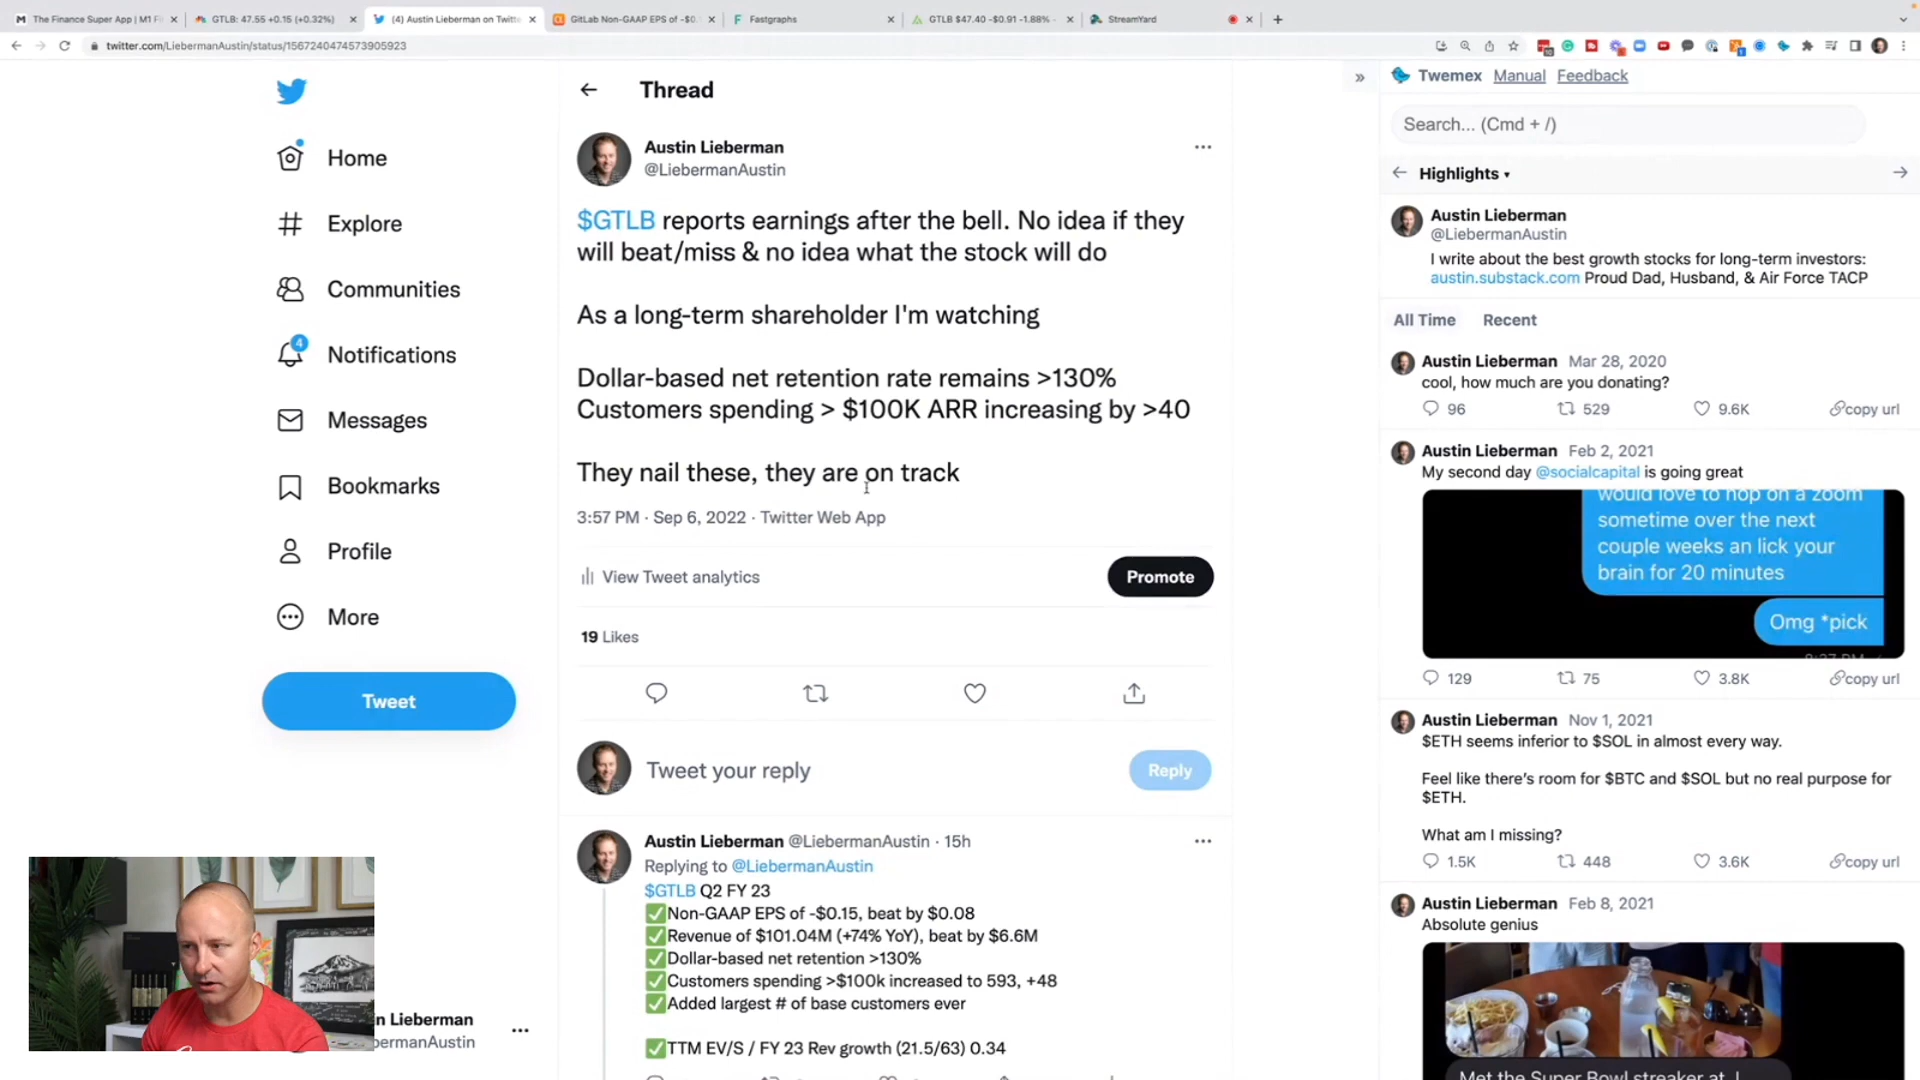 The Finance Super App | M1 Fi
GTLB: 47.55 +0.15 (+0.32%)
(4) Austin Lieberman on Twitte
GitLab Non-GAAP EPS of -$0.
Fastgraphs
GTLB $47.40 -$0.91 -1.88% -
StreamYard
twitter.com/LiebermanAustin/status/1567240474573905923
Home
Explore
Communities
4
Notifications
Messages
Bookmarks
Profile
More
Tweet
n Lieberman
bermanAustin
Thread
Austin Lieberman
@LiebermanAustin
$GTLB reports earnings after the bell. No idea if they
will beat/miss & no idea what the stock will do
As a long-term shareholder I'm watching
Dollar-based net retention rate remains >130%
Customers spending > $100K ARR increasing by >40
They nail these, they are on track
3:57 PM · Sep 6, 2022 · Twitter Web App
View Tweet analytics
Promote
19 Likes
Tweet your reply
Reply
Austin Lieberman @LiebermanAustin · 15h
Replying to @LiebermanAustin
$GTLB Q2 FY 23
✅Non-GAAP EPS of -$0.15, beat by $0.08
✅Revenue of $101.04M (+74% YoY), beat by $6.6M
✅Dollar-based net retention >130%
✅Customers spending >$100k increased to 593, +48
✅Added largest # of base customers ever
✅TTM EV/S / FY 23 Rev growth (21.5/63) 0.34
Twemex Manual Feedback
Search... (Cmd + /)
Highlights
Austin Lieberman
@LiebermanAustin
I write about the best growth stocks for long-term investors:
austin.substack.com Proud Dad, Husband, & Air Force TACP
All Time Recent
Austin Lieberman Mar 28, 2020
cool, how much are you donating?
96 529 9.6K copy url
Austin Lieberman Feb 2, 2021
My second day @socialcapital is going great
would love to hop on a zoom
sometime over the next
couple weeks an lick your
brain for 20 minutes
Omg *pick
129 75 3.8K copy url
Austin Lieberman Nov 1, 2021
$ETH seems inferior to $SOL in almost every way.
Feel like there's room for $BTC and $SOL but no real purpose for
$ETH.
What am I missing?
1.5K 448 3.6K copy url
Austin Lieberman Feb 8, 2021
Absolute genius
Met the Super Bowl streaker at